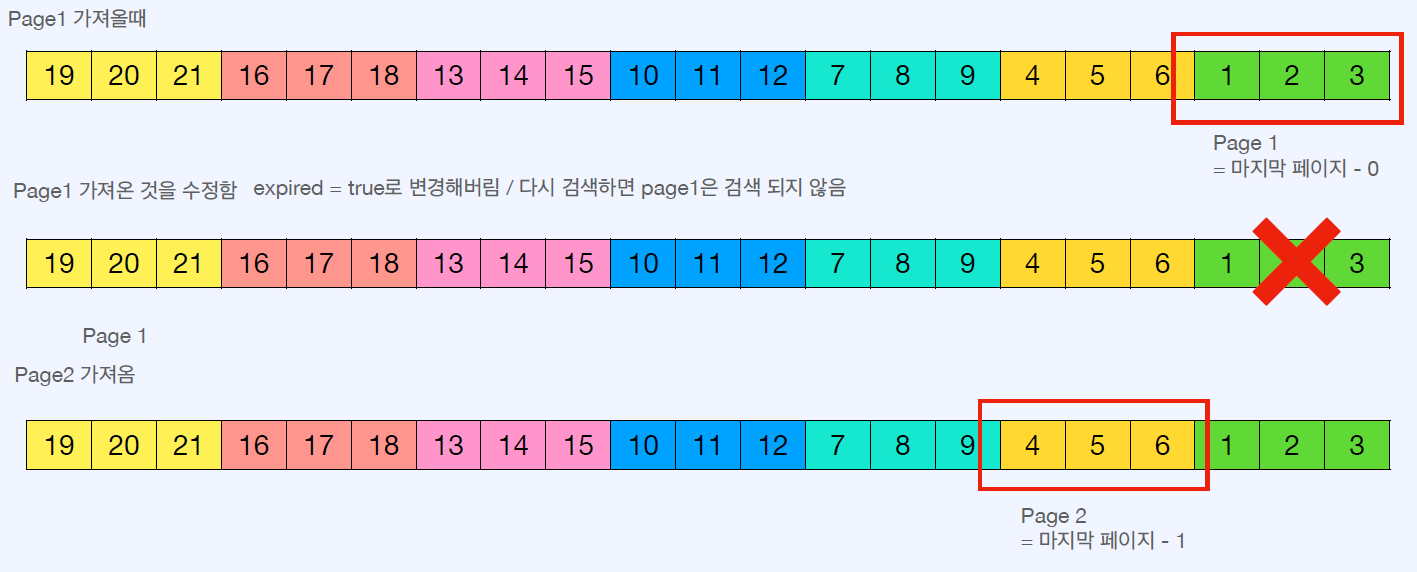 Page1 가져올때
19 20 21 16 17 18 13 14 15 10 11 12 7 8 9 4 5 6 1 2 3
Page 1
= 마지막 페이지 - 0
Page1 가져온 것을 수정함 expired = true로 변경해버림 / 다시 검색하면 page1은 검색 되지 않음
19 20 21 16 17 18 13 14 15 10 11 12 7 8 9 4 5 6 1 3
Page 1
Page2 가져옴
19 20 21 16 17 18 13 14 15 10 11 12 7 8 9 4 5 6 1 2 3
Page 2
= 마지막 페이지 - 1